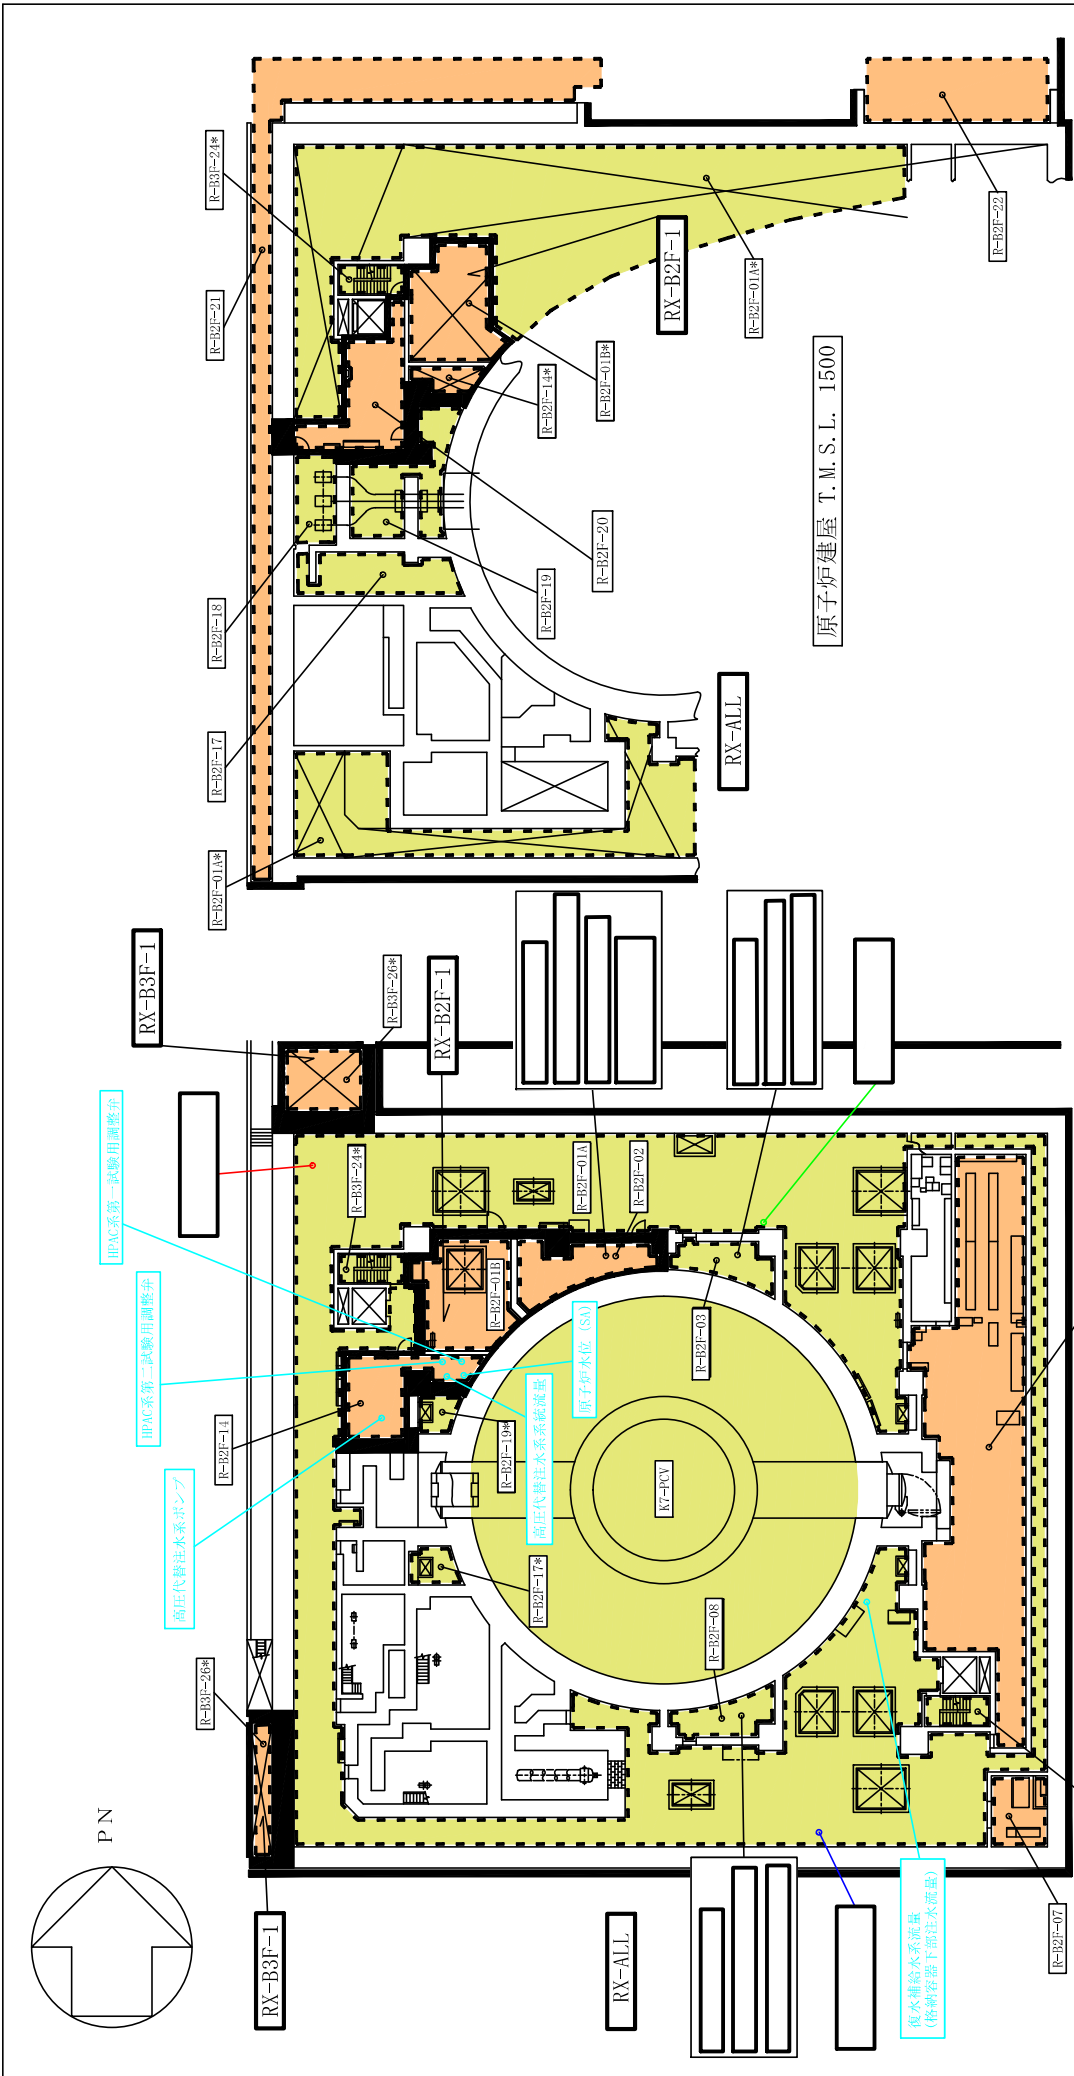 R-B3F-24*
R-B2F-21
R-B2F-18
R-B2F-17
R-B2F-01A*
RX-B2F-1
R-B2F-01A*
R-B2F-22
R-B2F-01B*
R-B2F-14*
R-B2F-20
R-B2F-19
原子炉建屋 T.M.S.L. 1500
RX-ALL
RX-B3F-1
R-B3F-26*
RX-B2F-1
HPAC系第一試験用調整弁
HPAC系第二試験用調整弁
R-B3F-24*
R-B2F-01A
R-B2F-02
R-B2F-01B
R-B2F-03
原子炉水位 (SA)
高圧代替注水系系統流量
R-B2F-14
R-B2F-19*
高圧代替注水系ポンプ
K7-PCV
R-B2F-17*
R-B2F-08
R-B3F-26*
PN
RX-B3F-1
RX-ALL
復水補給水系流量
(格納容器下部注水流量)
R-B2F-07